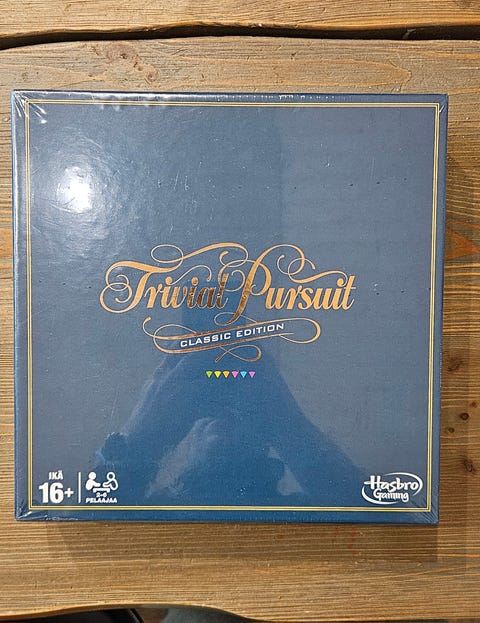 Trivial Pursuit
CLASSIC EDITION
IKÄ
16+
2-6
PELAAJAA
Hasbro
Gaming